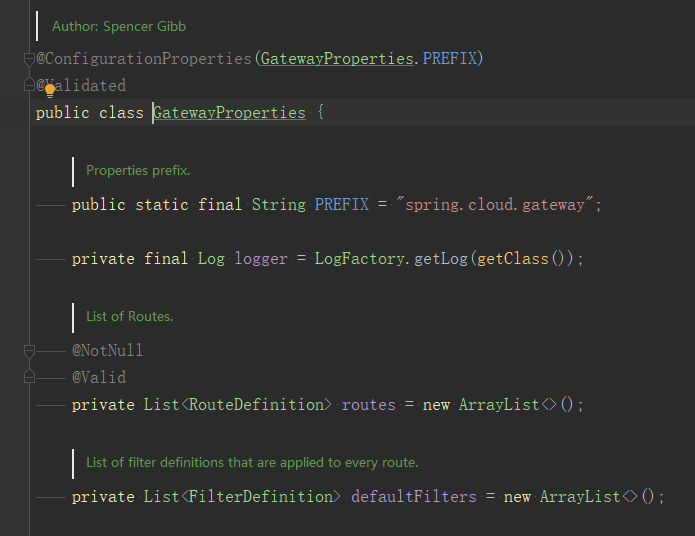 Author: Spencer Gibb
@ConfigurationProperties(GatewayProperties.PREFIX)
@Validated
public class GatewayProperties {
Properties prefix.
public static final String PREFIX = "spring.cloud.gateway";
private final Log logger = LogFactory.getLog(getClass());
List of Routes.
@NotNull
@Valid
private List<RouteDefinition> routes = new ArrayList<>();
List of filter definitions that are applied to every route.
private List<FilterDefinition> defaultFilters = new ArrayList<>();